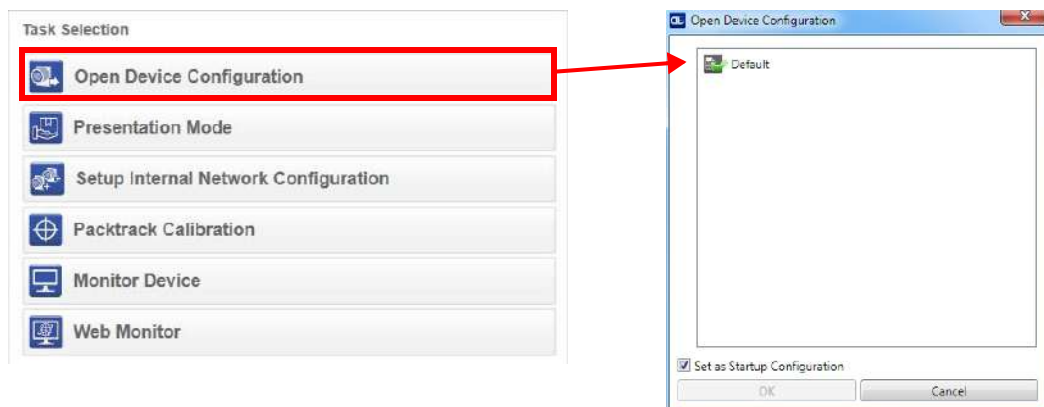 Task Selection
Open Device Configuration
Presentation Mode
Setup Internal Network Configuration
Packtrack Calibration
Monitor Device
Web Monitor
DL Open Device Configuration
Default
Set as Startup Configuration
OK Cancel